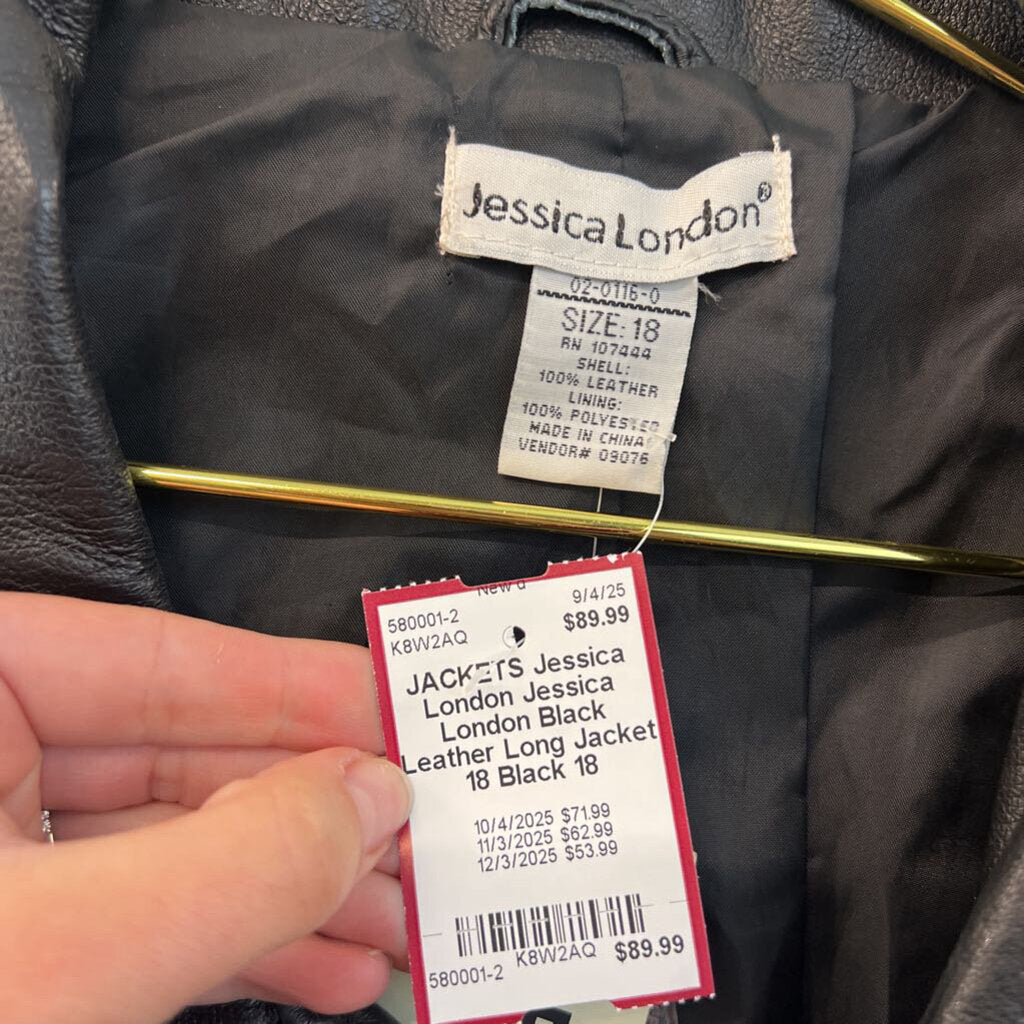 Jessica London®
02-0116-0
SIZE: 18
RN 107444
SHELL:
100% LEATHER
LINING:
100% POLYESTER
MADE IN CHINA
VENDOR# 09076
9/4/25
580001-2
$89.99
K8W2AQ
JACKETS Jessica
London Jessica
London Black
Leather Long Jacket
18 Black 18
10/4/2025 $71.99
11/3/2025 $62.99
12/3/2025 $53.99
K8W2AQ $89.99
580001-2